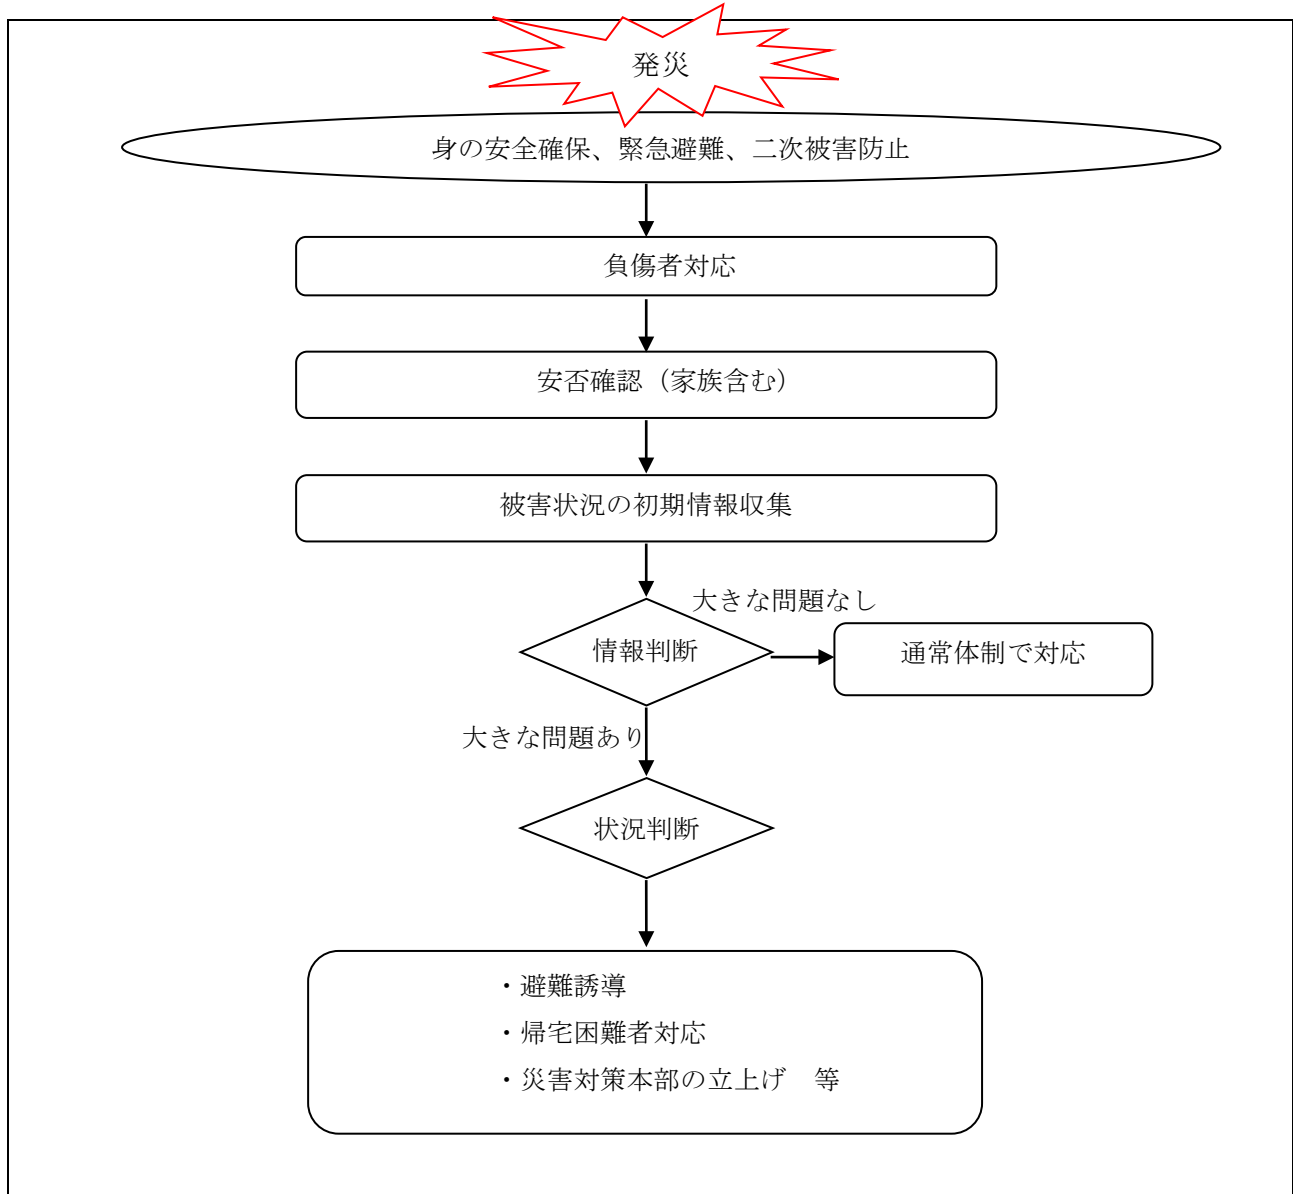 発災
身の安全確保、緊急避難、二次被害防止
負傷者対応
安否確認（家族含む）
被害状況の初期情報収集
大きな問題なし
情報判断
通常体制で対応
大きな問題あり
状況判断
・避難誘導
・帰宅困難者対応
・災害対策本部の立上げ　等